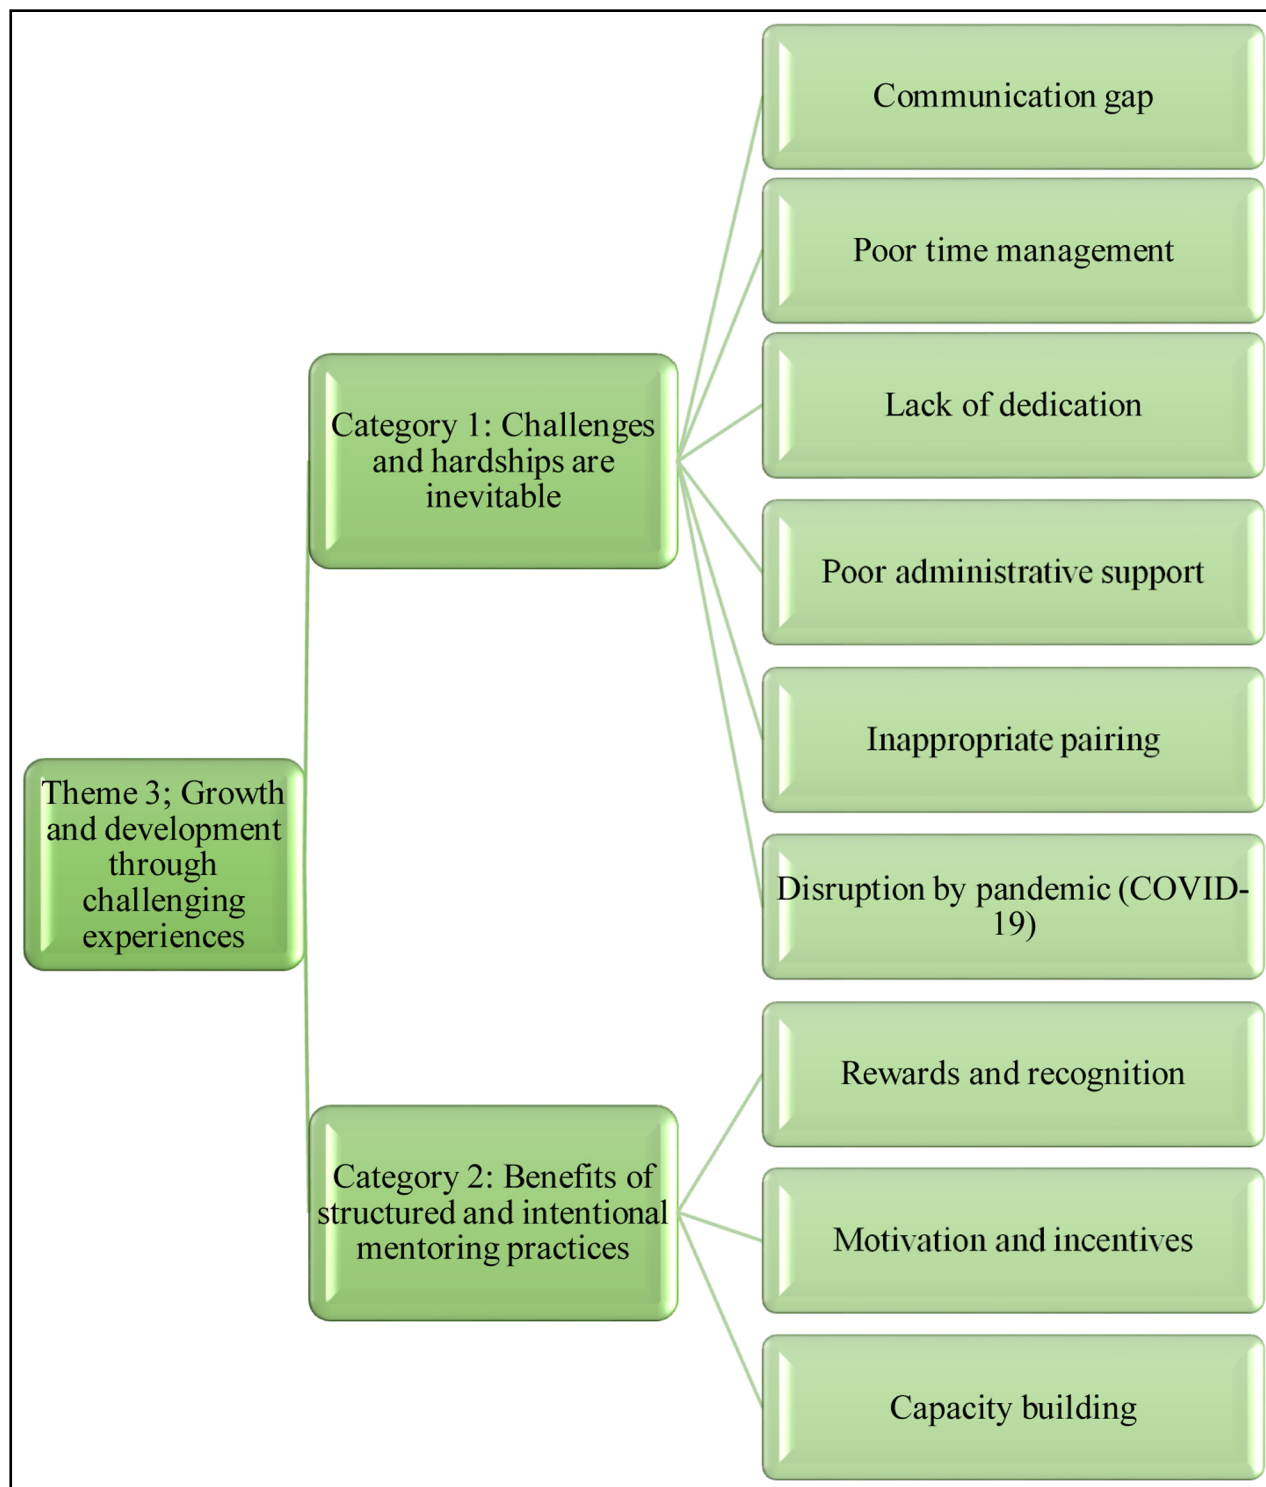 Communication gap
Poor time management
Lack of dedication
Category 1: Challenges
and hardships are
inevitable
Poor administrative support
Inappropriate pairing
Theme 3; Growth
and development
through
challenging
experiences
Disruption by pandemic (COVID-
19)
Rewards and recognition
Category 2: Benefits of
structured and intentional
mentoring practices
Motivation and incentives
Capacity building